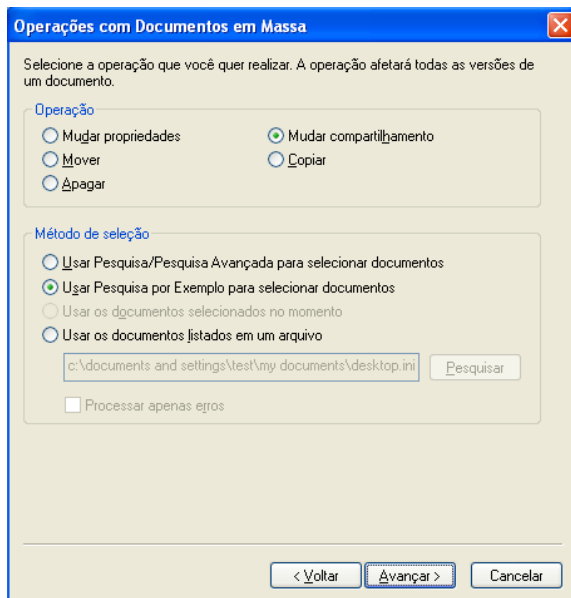 Operações com Documentos em Massa
Selecione a operação que você quer realizar. A operação afetará todas as versões de
um documento.
Operação
Mudar propriedades
Mudar compartilhamento
Mover
Copiar
Apagar
Método de seleção
Usar Pesquisa/Pesquisa Avançada para selecionar documentos
Usar Pesquisa por Exemplo para selecionar documentos
Usar os documentos selecionados no momento
Usar os documentos listados em um arquivo
c:\documents and settings\test\my documents\desktop.ini
Pesquisar
Processar apenas erros
< Voltar
Avançar >
Cancelar